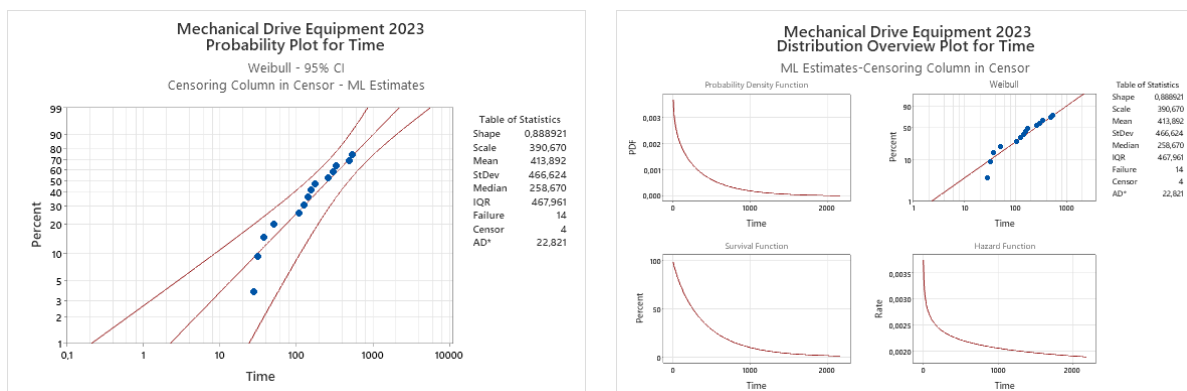 Mechanical Drive Equipment 2023
Probability Plot for Time
Weibull - 95% CI
Censoring Column in Censor - ML Estimates
Percent
99
90
80
70
60
50
40
30
20
10
5
3
2
1
0,1
1
10
100
1000
10000
Time
Table of Statistics
Shape 0,888921
Scale 390,670
Mean 413,892
StDev 466,624
Median 258,670
IQR 467,961
Failure 14
Censor 4
AD* 22,821
Mechanical Drive Equipment 2023
Distribution Overview Plot for Time
ML Estimates-Censoring Column in Censor
Probability Density Function
PDF
0,003
0,002
0,001
0,000
0
1000
2000
Time
Weibull
Percent
90
50
10
1
1
10
100
1000
Time
Table of Statistics
Shape 0,888921
Scale 390,670
Mean 413,892
StDev 466,624
Median 258,670
IQR 467,961
Failure 14
Censor 4
AD* 22,821
Survival Function
Percent
100
50
0
0
1000
2000
Time
Hazard Function
Rate
0,0035
0,0030
0,0025
0,0020
0
1000
2000
Time